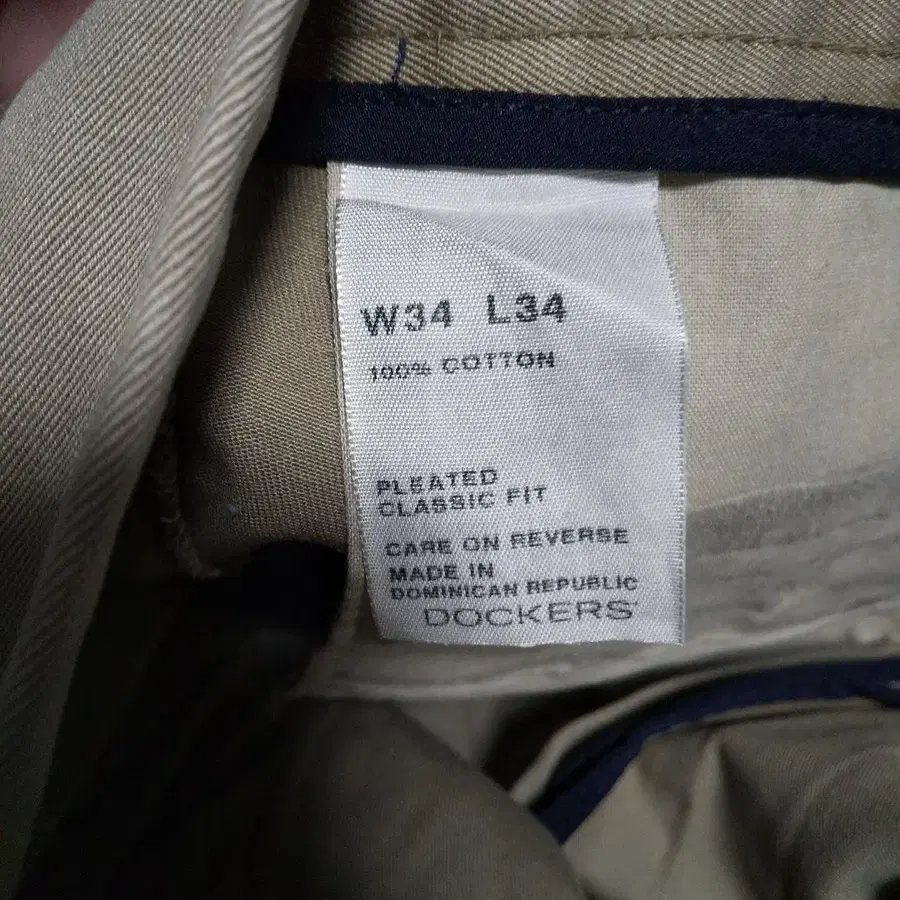 W34 L34
100% COTTON
PLEATED
CLASSIC FIT
CARE ON REVERSE
MADE IN
DOMINICAN REPUBLIC
DOCKERS